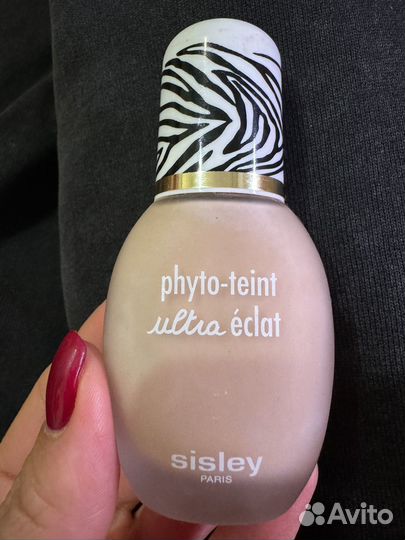 phyto-teint
ultra éclat
sisley
PARIS
Avito